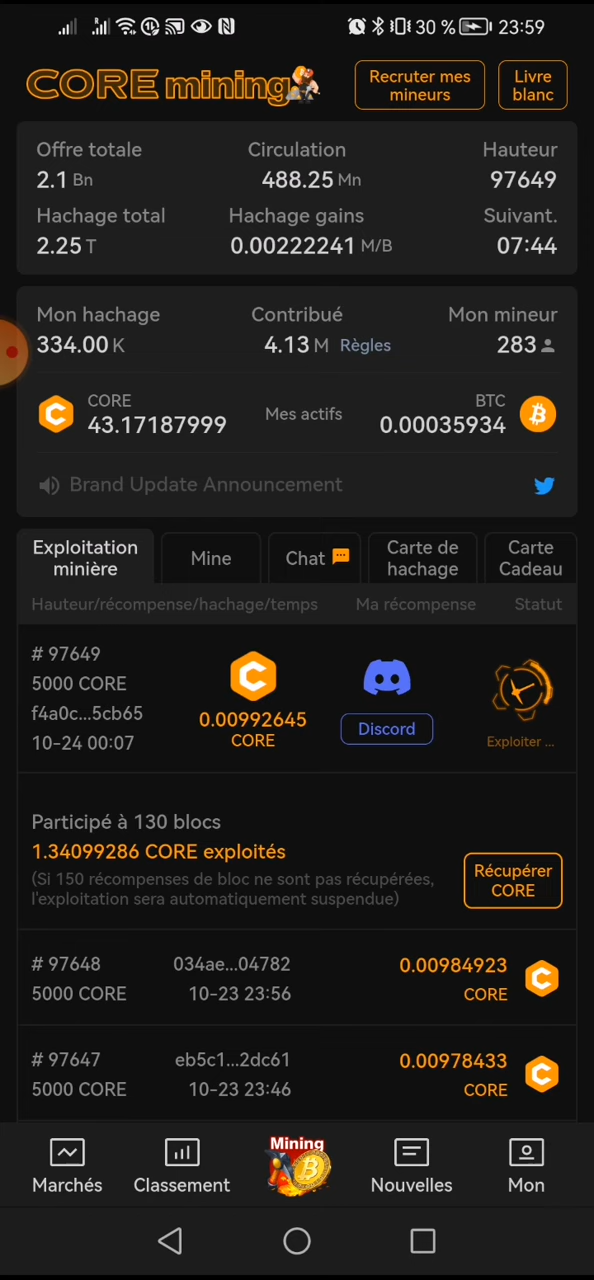 30 % 23:59
CORE mining
Recruter mes mineurs
Livre blanc
Offre totale Circulation Hauteur
2.1 Bn 488.25 Mn 97649
Hachage total Hachage gains Suivant.
2.25 T 0.00222241 M/B 07:44
Mon hachage Contribué Mon mineur
334.00 K 4.13 M Règles 283
CORE Mes actifs BTC
43.17187999 0.00035934
Brand Update Announcement
Exploitation minière
Mine
Chat
Carte de hachage
Carte Cadeau
Hauteur/récompense/hachage/temps Ma récompense Statut
# 97649
5000 CORE
f4a0c...5cb65
10-24 00:07
0.00992645
CORE
Discord
Exploiter ...
Participé à 130 blocs
1.34099286 CORE exploités
(Si 150 récompenses de bloc ne sont pas récupérées,
l'exploitation sera automatiquement suspendue)
Récupérer
CORE
# 97648 034ae...04782 0.00984923
5000 CORE 10-23 23:56 CORE
# 97647 eb5c1...2dc61 0.00978433
5000 CORE 10-23 23:46 CORE
Mining
Marchés Classement Nouvelles Mon